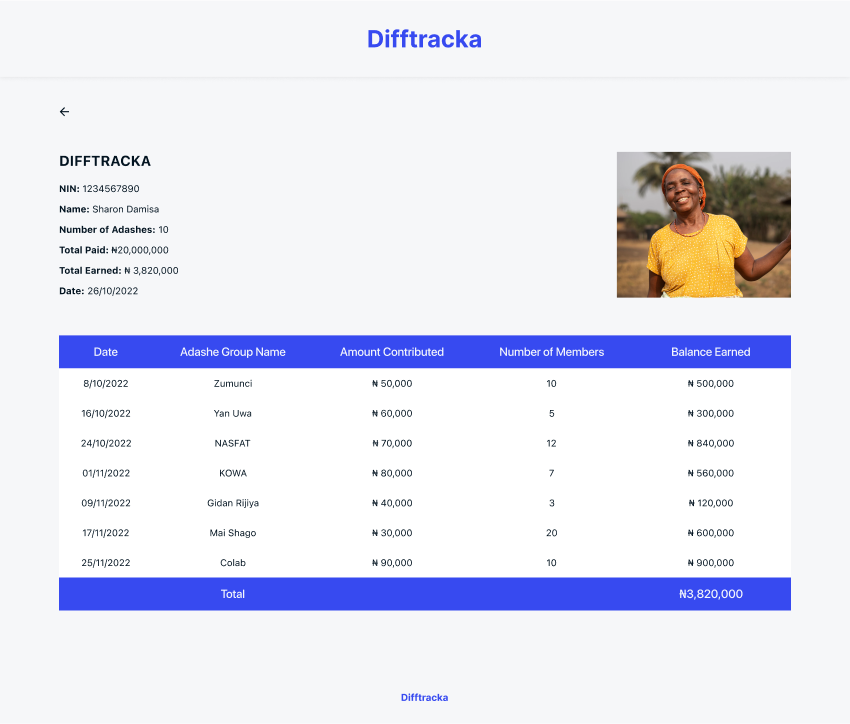 Difftracka
DIFFTRACKA
NIN: 1234567890
Name: Sharon Damisa
Number of Adashes: 10
Total Paid: ₦20,000,000
Total Earned: ₦ 3,820,000
Date: 26/10/2022
Date Adashe Group Name Amount Contributed Number of Members Balance Earned
8/10/2022 Zumunci ₦ 50,000 10 ₦ 500,000
16/10/2022 Yan Uwa ₦ 60,000 5 ₦ 300,000
24/10/2022 NASFAT ₦ 70,000 12 ₦ 840,000
01/11/2022 KOWA ₦ 80,000 7 ₦ 560,000
09/11/2022 Gidan Rijiya ₦ 40,000 3 ₦ 120,000
17/11/2022 Mai Shago ₦ 30,000 20 ₦ 600,000
25/11/2022 Colab ₦ 90,000 10 ₦ 900,000
Total ₦3,820,000
Difftracka